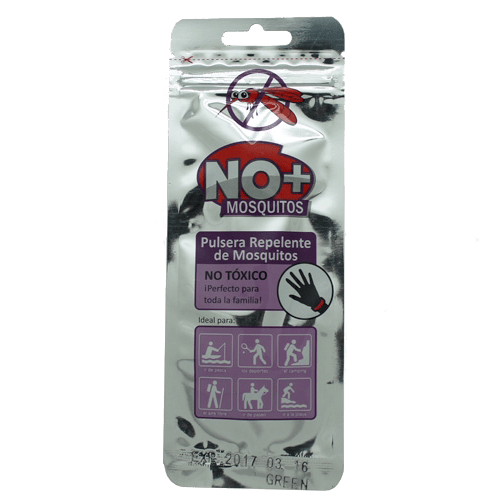 NO+
MOSQUITOS
Pulsera Repelente
de Mosquitos
NO TÓXICO
¡Perfecto para
toda la familia!
Ideal para:
EXP 2017 03 16
GREEN